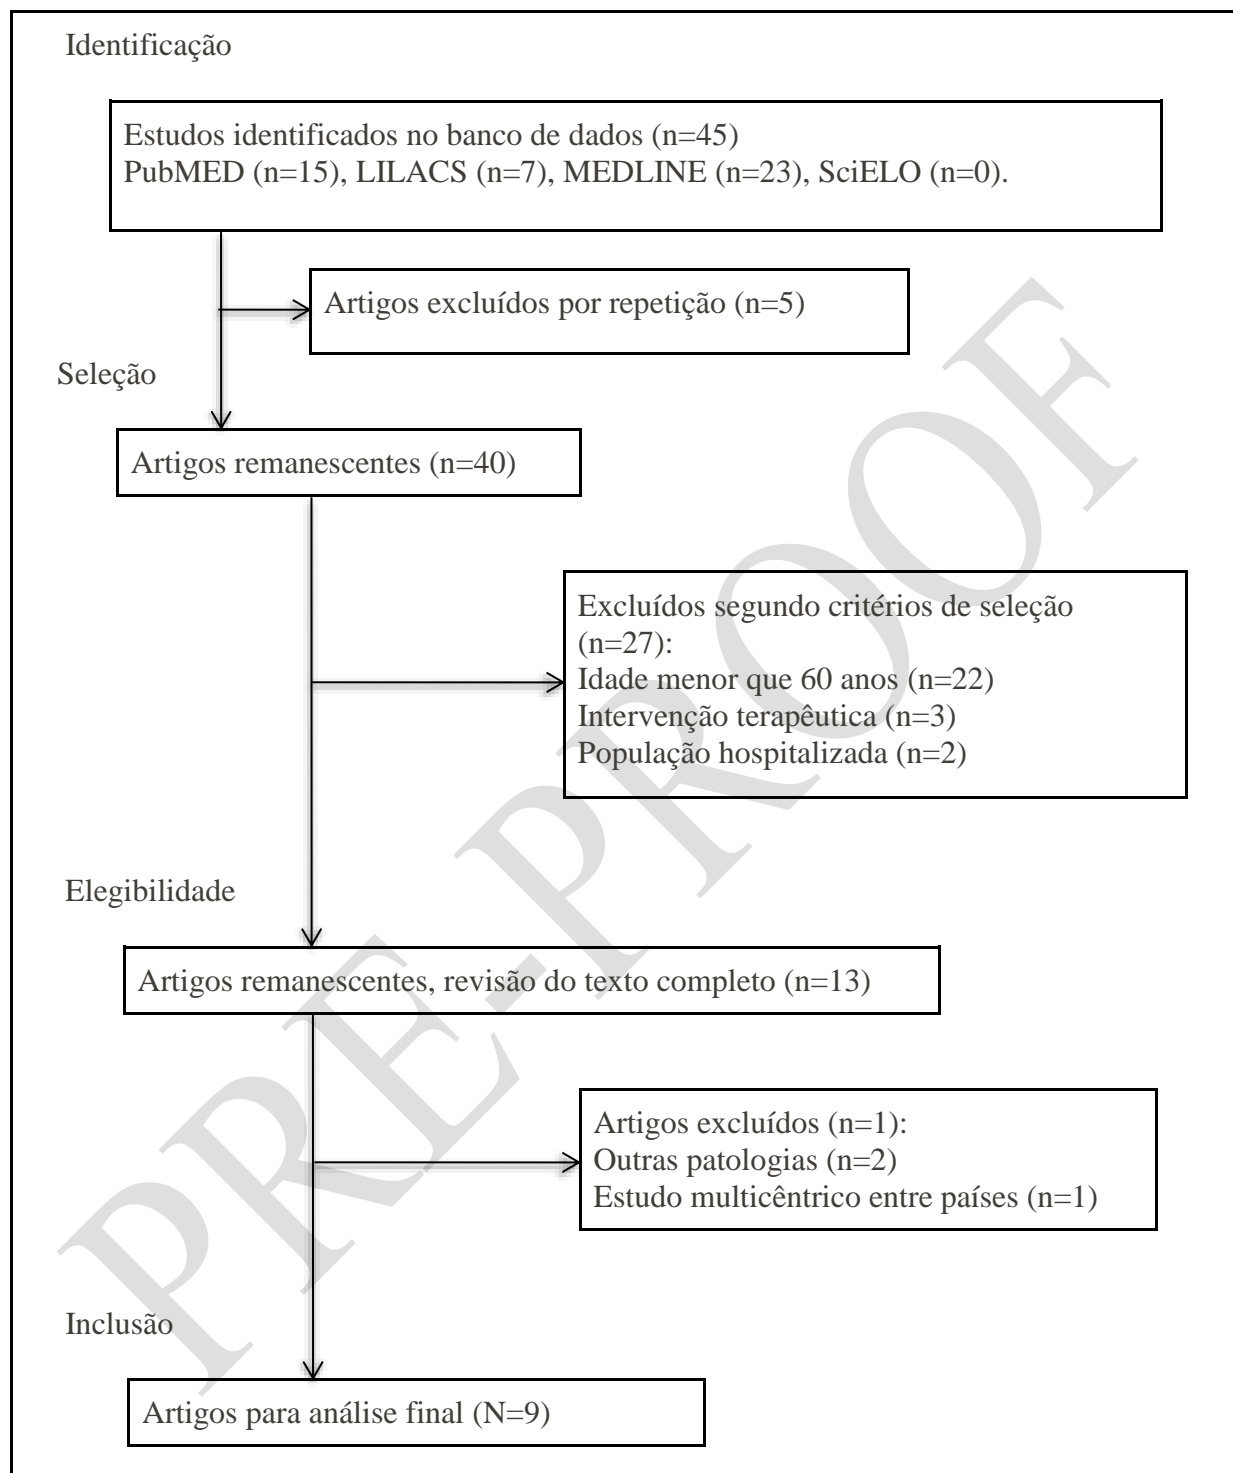 Identificação
Estudos identificados no banco de dados (n=45)
PubMED (n=15), LILACS (n=7), MEDLINE (n=23), SciELO (n=0).
Artigos excluídos por repetição (n=5)
Seleção
Artigos remanescentes (n=40)
Excluídos segundo critérios de seleção
(n=27):
Idade menor que 60 anos (n=22)
Intervenção terapêutica (n=3)
População hospitalizada (n=2)
Elegibilidade
Artigos remanescentes, revisão do texto completo (n=13)
Artigos excluídos (n=1):
Outras patologias (n=2)
Estudo multicêntrico entre países (n=1)
Inclusão
Artigos para análise final (N=9)
PRE-PROOF